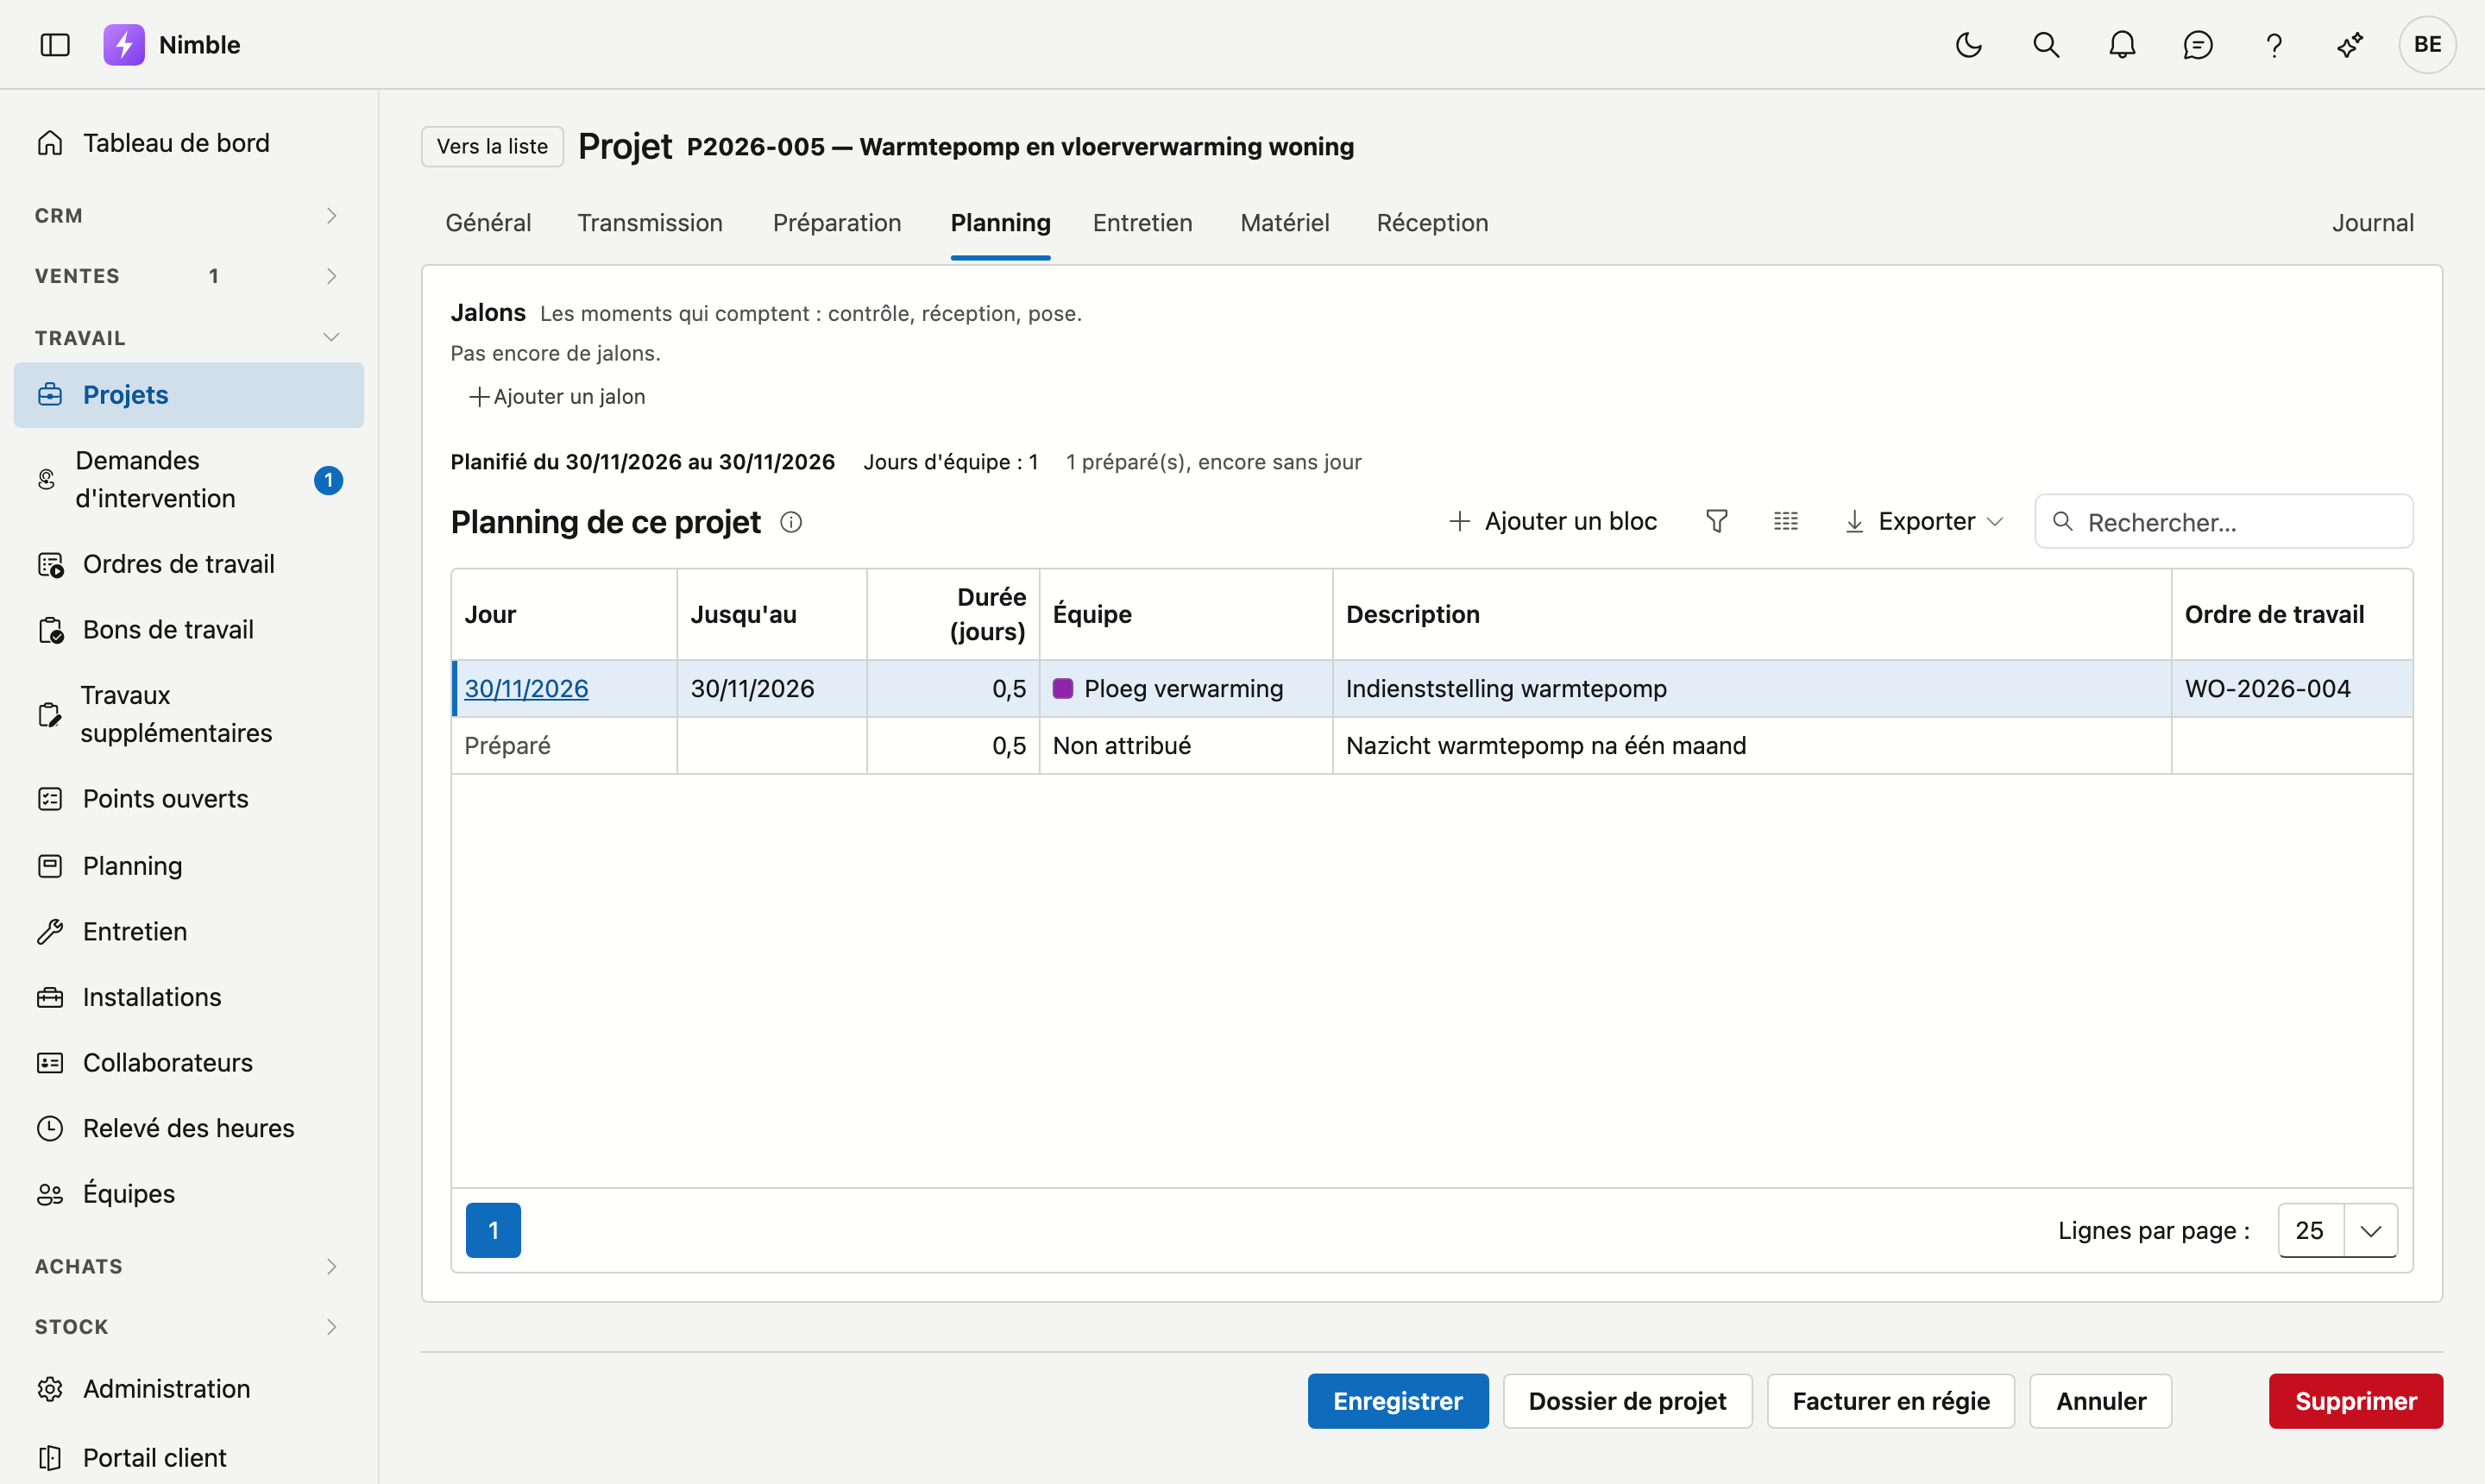 Nimble
BE
Tableau de bord
CRM
VENTES 1
TRAVAIL
Projets
Demandes
d'intervention
1
Ordres de travail
Bons de travail
Travaux
supplémentaires
Points ouverts
Planning
Entretien
Installations
Collaborateurs
Relevé des heures
Équipes
ACHATS
STOCK
Administration
Portail client
Vers la liste
Projet P2026-005 — Warmtepomp en vloerverwarming woning
Général Transmission Préparation Planning Entretien Matériel Réception Journal
Jalons Les moments qui comptent : contrôle, réception, pose.
Pas encore de jalons.
Ajouter un jalon
Planifié du 30/11/2026 au 30/11/2026 Jours d'équipe : 1 1 préparé(s), encore sans jour
Planning de ce projet
Ajouter un bloc Exporter Rechercher...
Jour Jusqu'au Durée (jours) Équipe Description Ordre de travail
30/11/2026 30/11/2026 0,5 Ploeg verwarming Indienststelling warmtepomp WO-2026-004
Préparé 0,5 Non attribué Nazicht warmtepomp na één maand
1
Lignes par page : 25
Enregistrer Dossier de projet Facturer en régie Annuler Supprimer